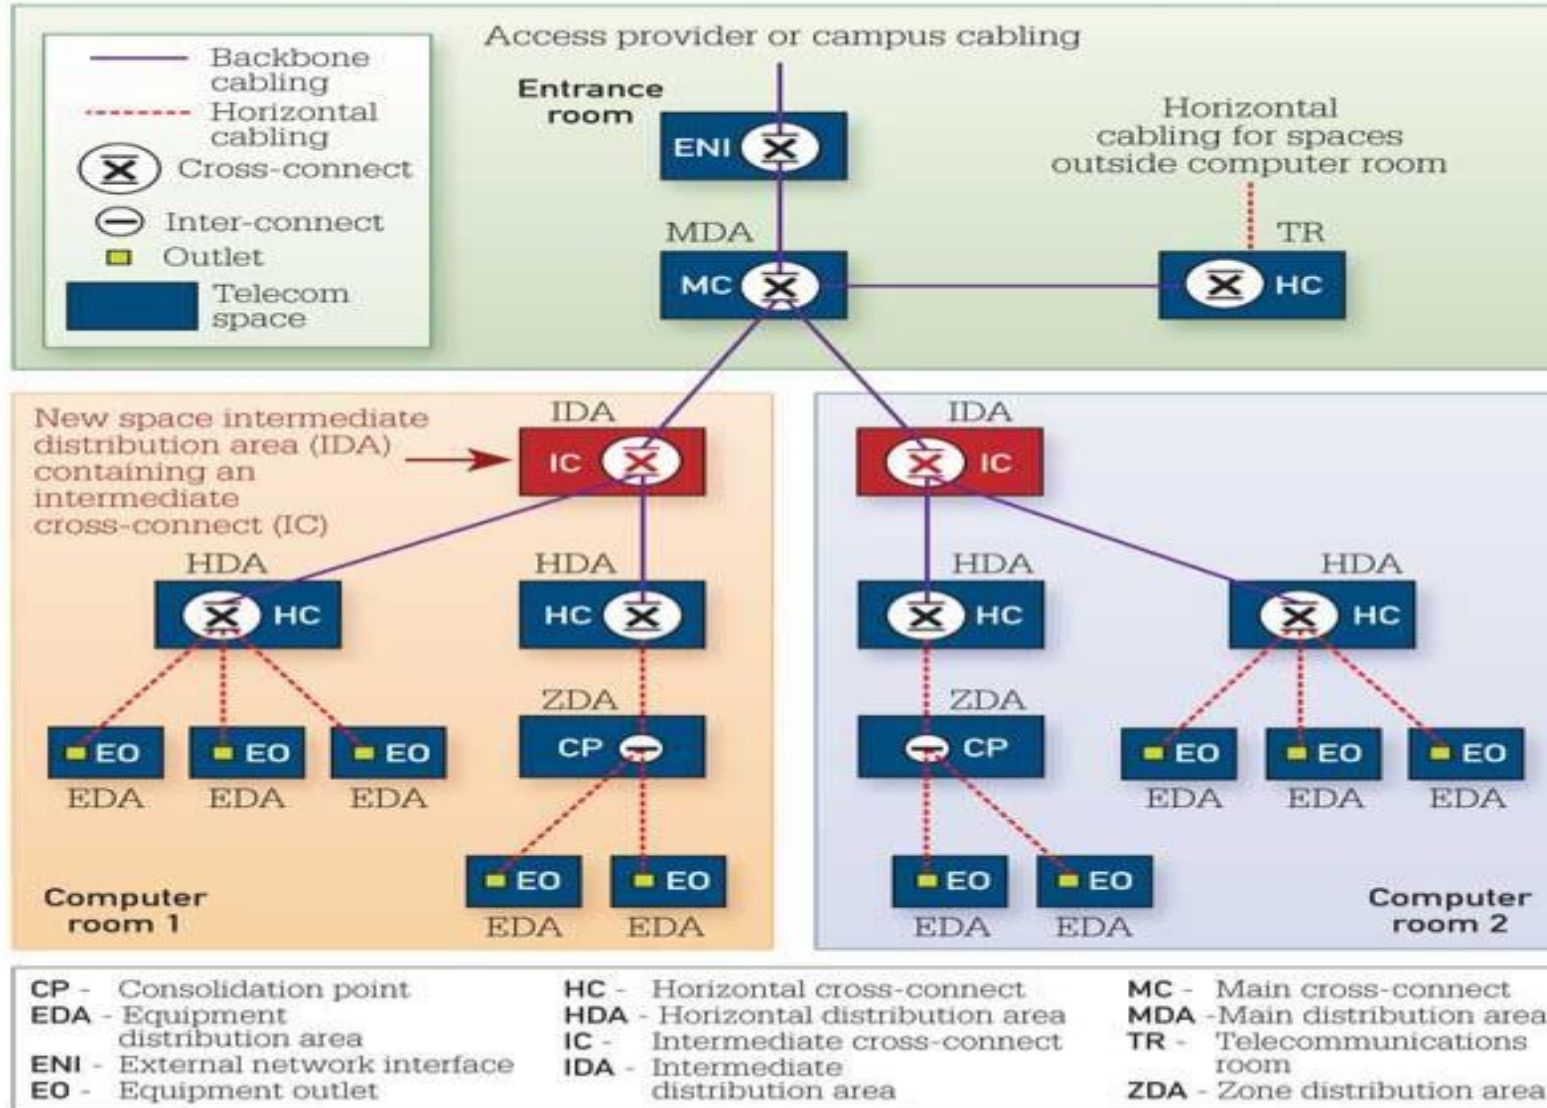 Access provider or campus cabling
Backbone
cabling
Horizontal
cabling
Cross-connect
Inter-connect
Outlet
Telecom
space
Entrance
room
ENI
Horizontal
cabling for spaces
outside computer room
MDA
MC
TR
HC
New space intermediate
distribution area (IDA)
containing an
intermediate
cross-connect (IC)
IDA
IC
IDA
IC
HDA
HC
HDA
HC
HDA
HC
HDA
HC
ZDA
CP
ZDA
CP
EO
EO
EO
EDA
EDA
EDA
EO
EO
EO
EDA
EDA
EDA
EO
EO
EDA
EDA
EO
EO
EDA
EDA
Computer
room 1
Computer
room 2
CP - Consolidation point
EDA - Equipment
distribution area
ENI - External network interface
EO - Equipment outlet
HC - Horizontal cross-connect
HDA - Horizontal distribution area
IC - Intermediate cross-connect
IDA - Intermediate
distribution area
MC - Main cross-connect
MDA -Main distribution area
TR - Telecommunications
room
ZDA - Zone distribution area